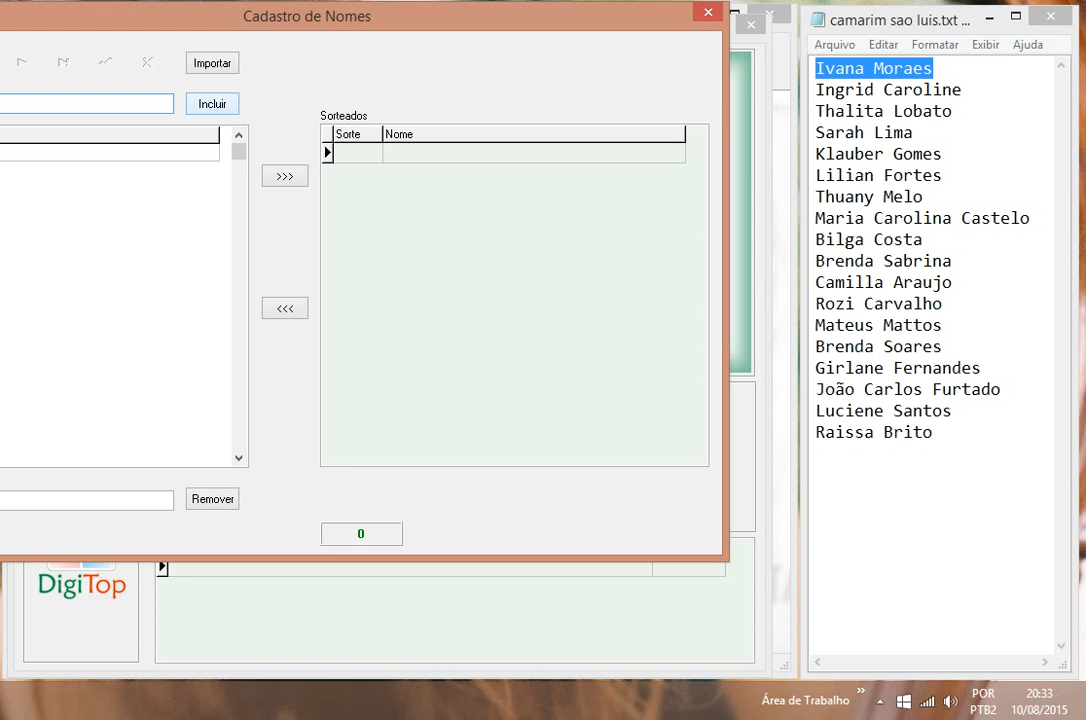 Cadastro de Nomes
Importar
Incluir
Sorteados
Sorte Nome
>>>
<<<
Remover
0
DigiTop
camarim sao luis.txt ...
Arquivo Editar Formatar Exibir Ajuda
Ivana Moraes
Ingrid Caroline
Thalita Lobato
Sarah Lima
Klauber Gomes
Lilian Fortes
Thuany Melo
Maria Carolina Castelo
Bilga Costa
Brenda Sabrina
Camilla Araujo
Rozi Carvalho
Mateus Mattos
Brenda Soares
Girlane Fernandes
João Carlos Furtado
Luciene Santos
Raissa Brito
Área de Trabalho
POR
PTB2
20:33
10/08/2015